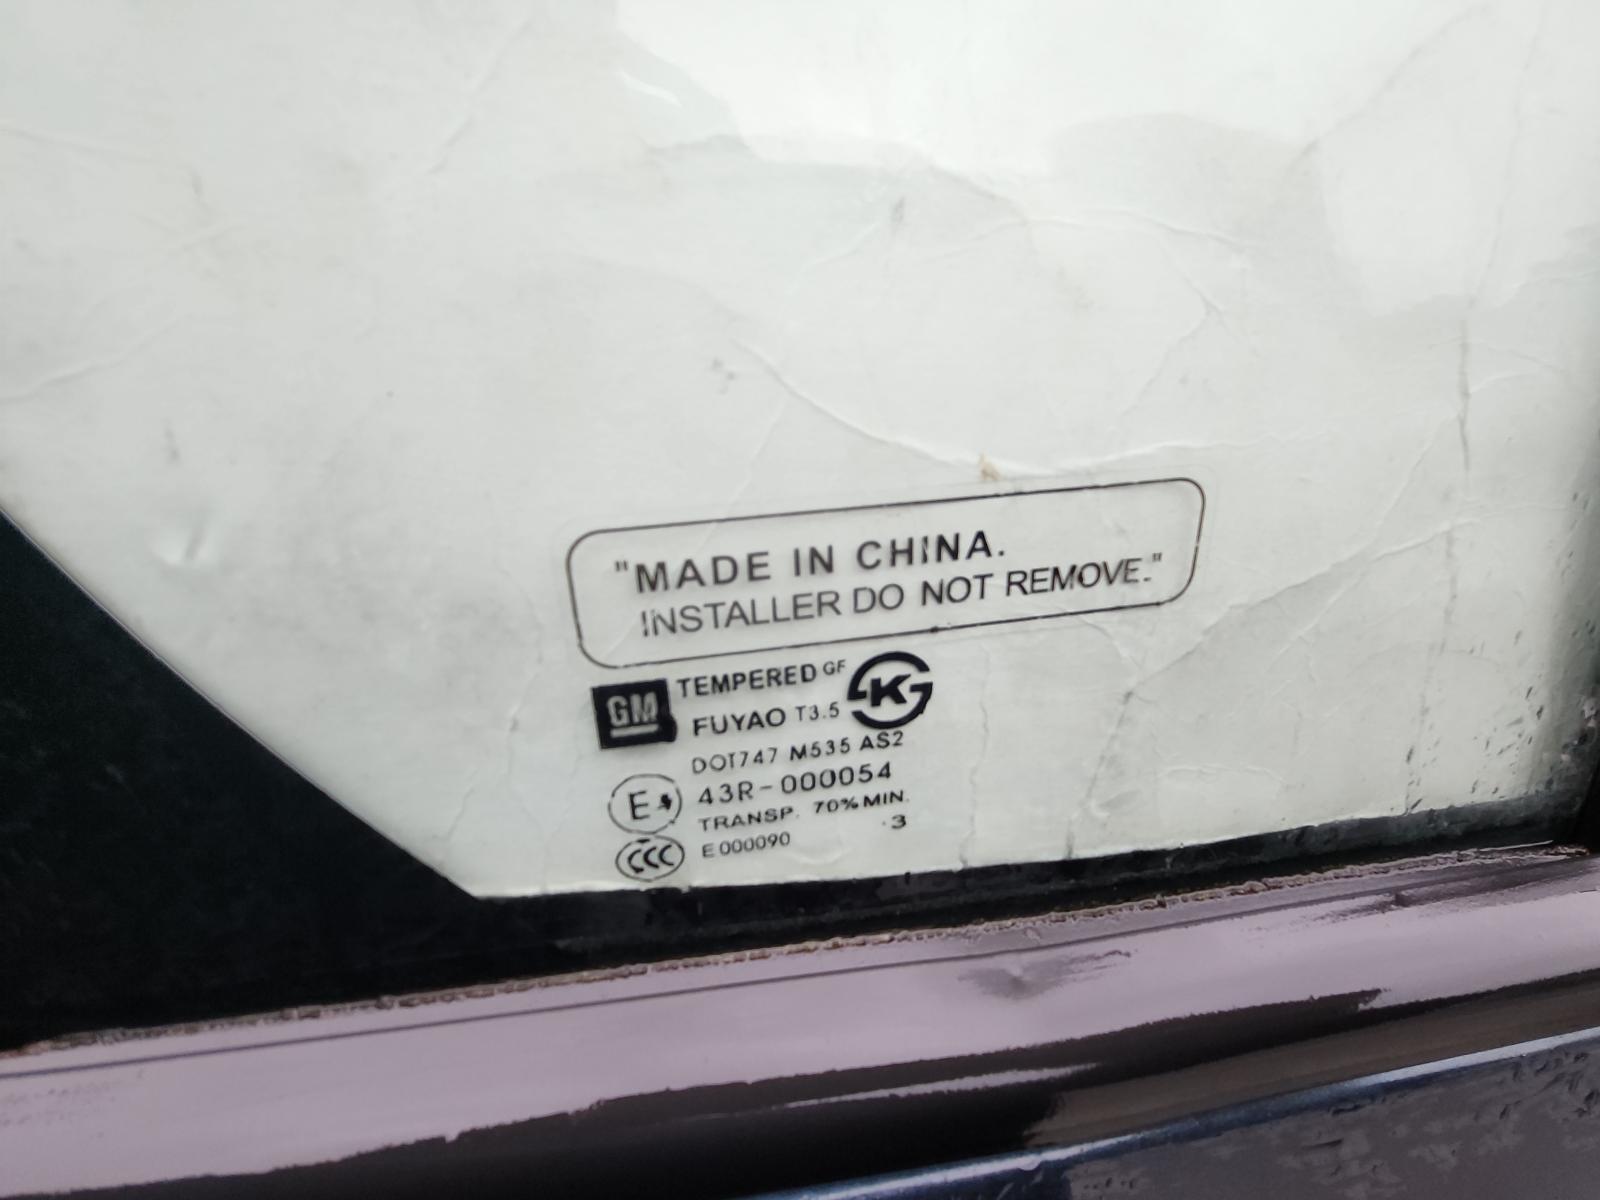 "MADE IN CHINA.
INSTALLER DO NOT REMOVE."
GM TEMPERED GF
FUYAO T3.5
K
DOT747 M535 AS2
E 43R-000054
TRANSP. 70% MIN.
CCC E000090 .3